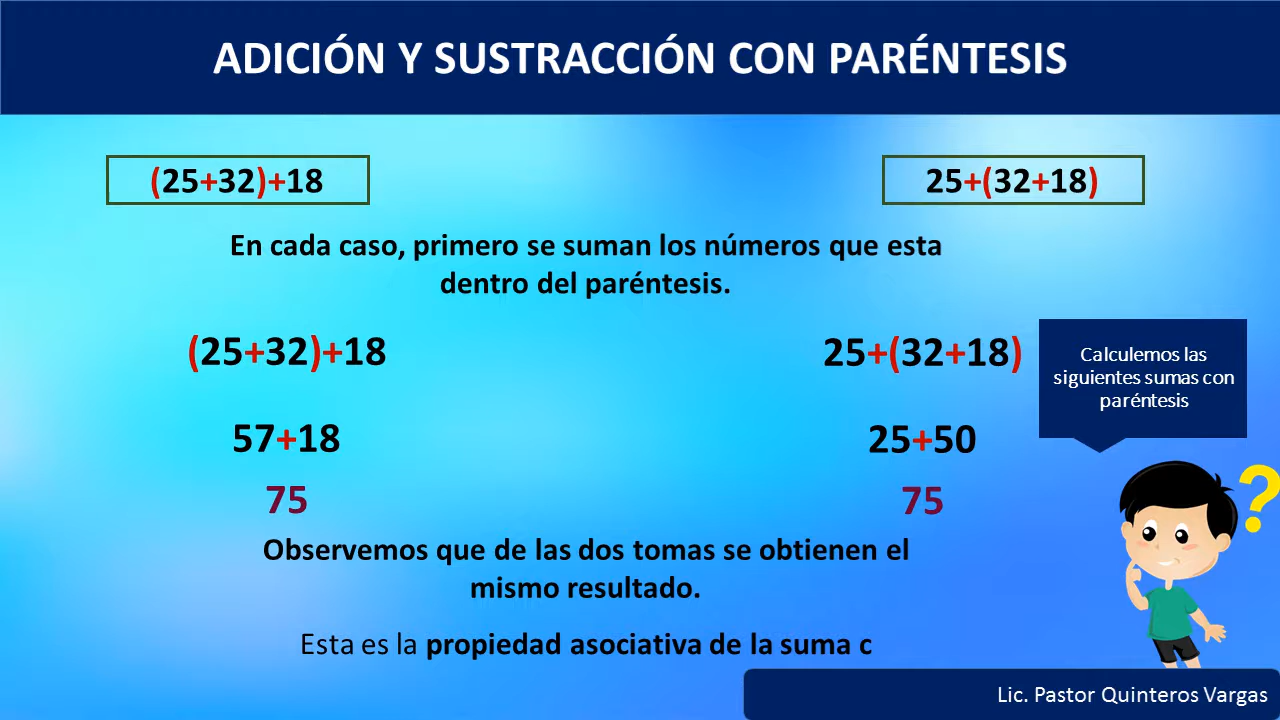 ADICIÓN Y SUSTRACCIÓN CON PARÉNTESIS
(25+32)+18
25+(32+18)
En cada caso, primero se suman los números que esta
dentro del paréntesis.
(25+32)+18
25+(32+18)
Calculemos las
siguientes sumas con
paréntesis
57+18
25+50
75
75
?
Observemos que de las dos tomas se obtienen el
mismo resultado.
Esta es la propiedad asociativa de la suma c
Lic. Pastor Quinteros Vargas